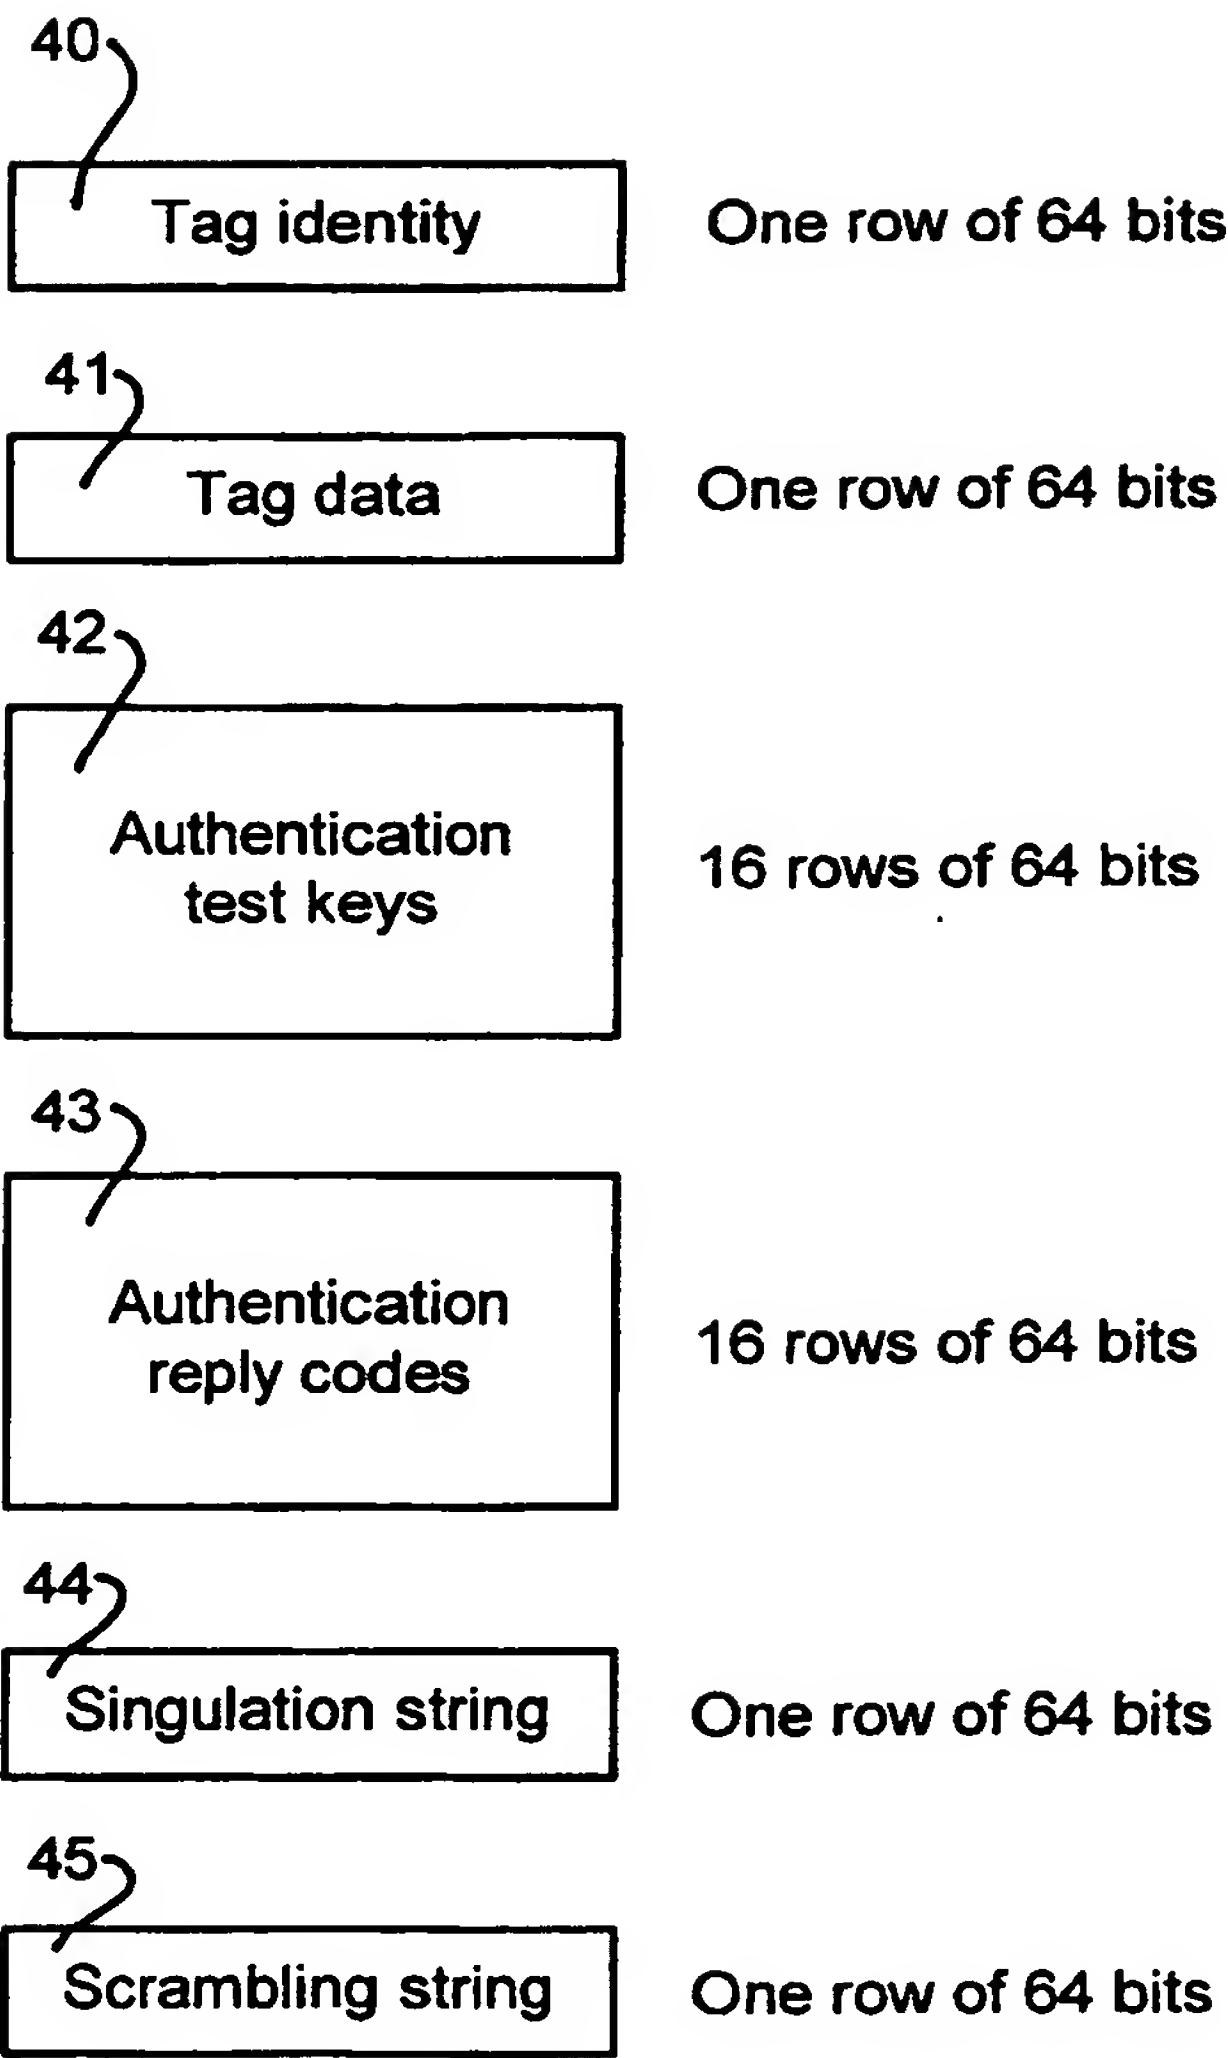 40
Tag identity One row of 64 bits
41
Tag data One row of 64 bits
42
Authentication
test keys
16 rows of 64 bits
43
Authentication
reply codes
16 rows of 64 bits
44
Singulation string One row of 64 bits
45
Scrambling string One row of 64 bits